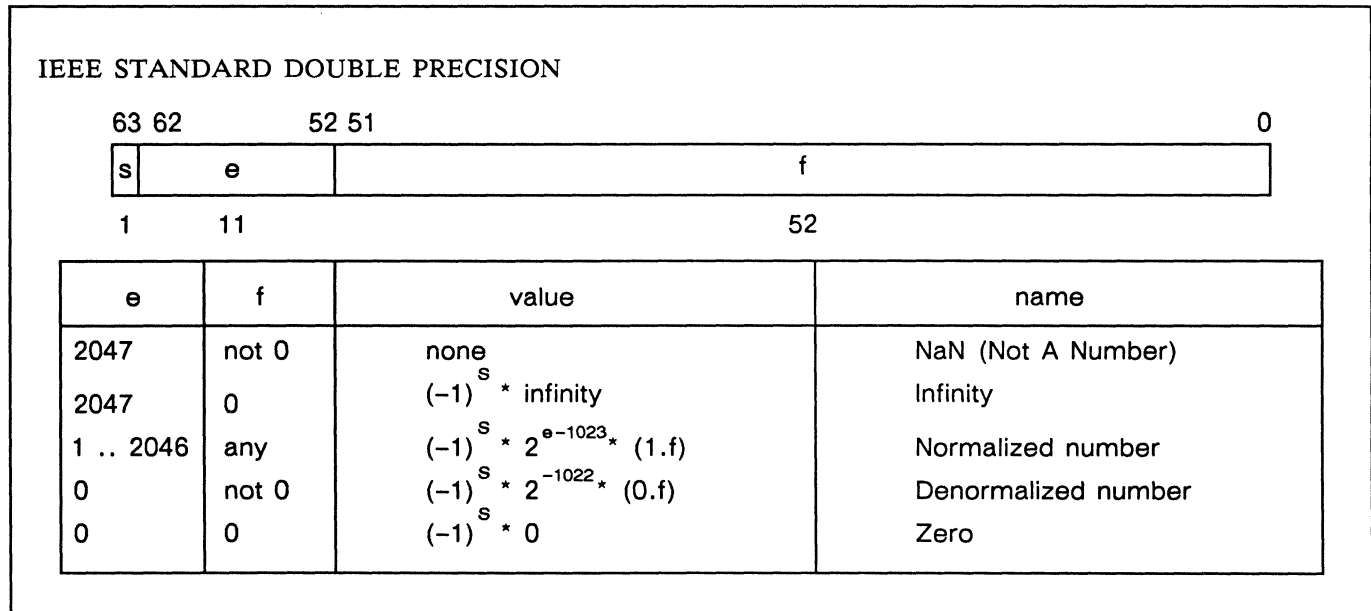 IEEE STANDARD DOUBLE PRECISION
63 62 52 51 0
s e f
1 11 52
e f value name
2047 not 0 none NaN (Not A Number)
2047 0 (−1)^S * infinity Infinity
1 .. 2046 any (−1)^S * 2^e−1023 * (1.f) Normalized number
0 not 0 (−1)^S * 2^−1022 * (0.f) Denormalized number
0 0 (−1)^S * 0 Zero